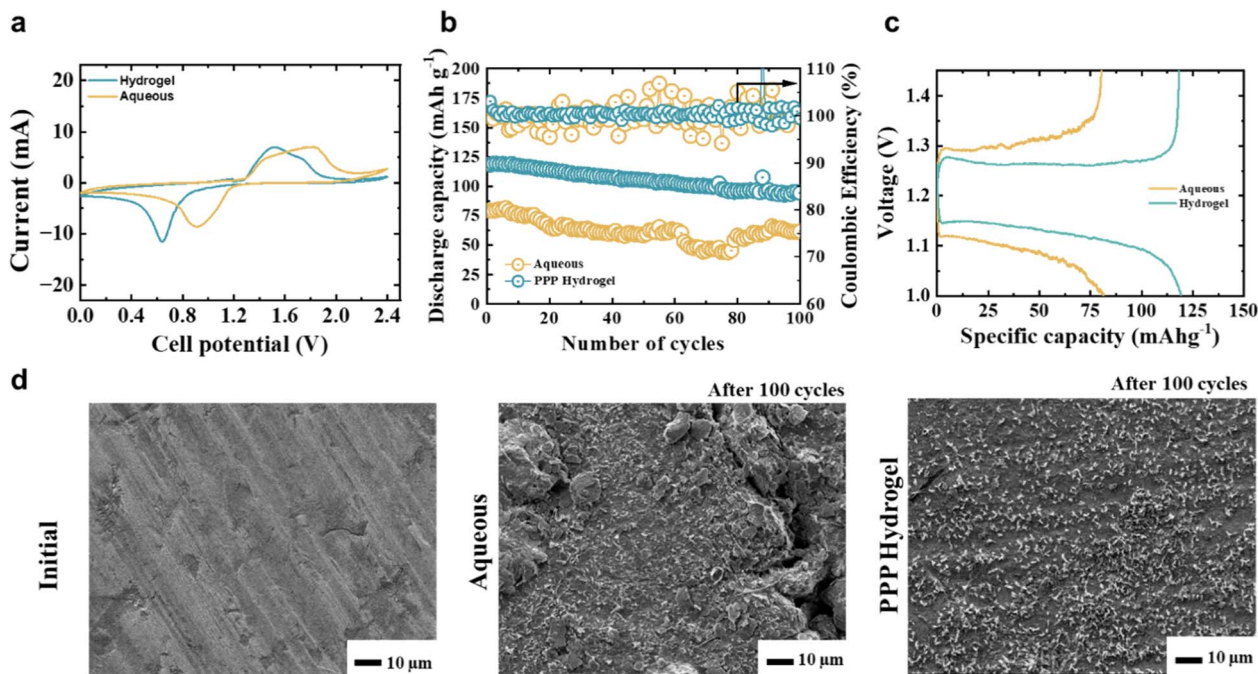 a
20
10
0
−10
−20
Current (mA)
Hydrogel
Aqueous
0.0 0.6 1.2 1.8 2.4
Cell potential (V)
b
200
175
150
125
100
75
50
25
0
Discharge capacity (mAh g⁻¹)
110
100
90
80
70
60
Coulombic Efficiency (%)
Aqueous
PPP Hydrogel
0 20 40 60 80 100
Number of cycles
c
1.4
1.3
1.2
1.1
1.0
Voltage (V)
Aqueous
Hydrogel
0 25 50 75 100 125 150
Specific capacity (mAhg⁻¹)
d
Initial
10 μm
After 100 cycles
Aqueous
10 μm
After 100 cycles
PPP Hydrogel
10 μm